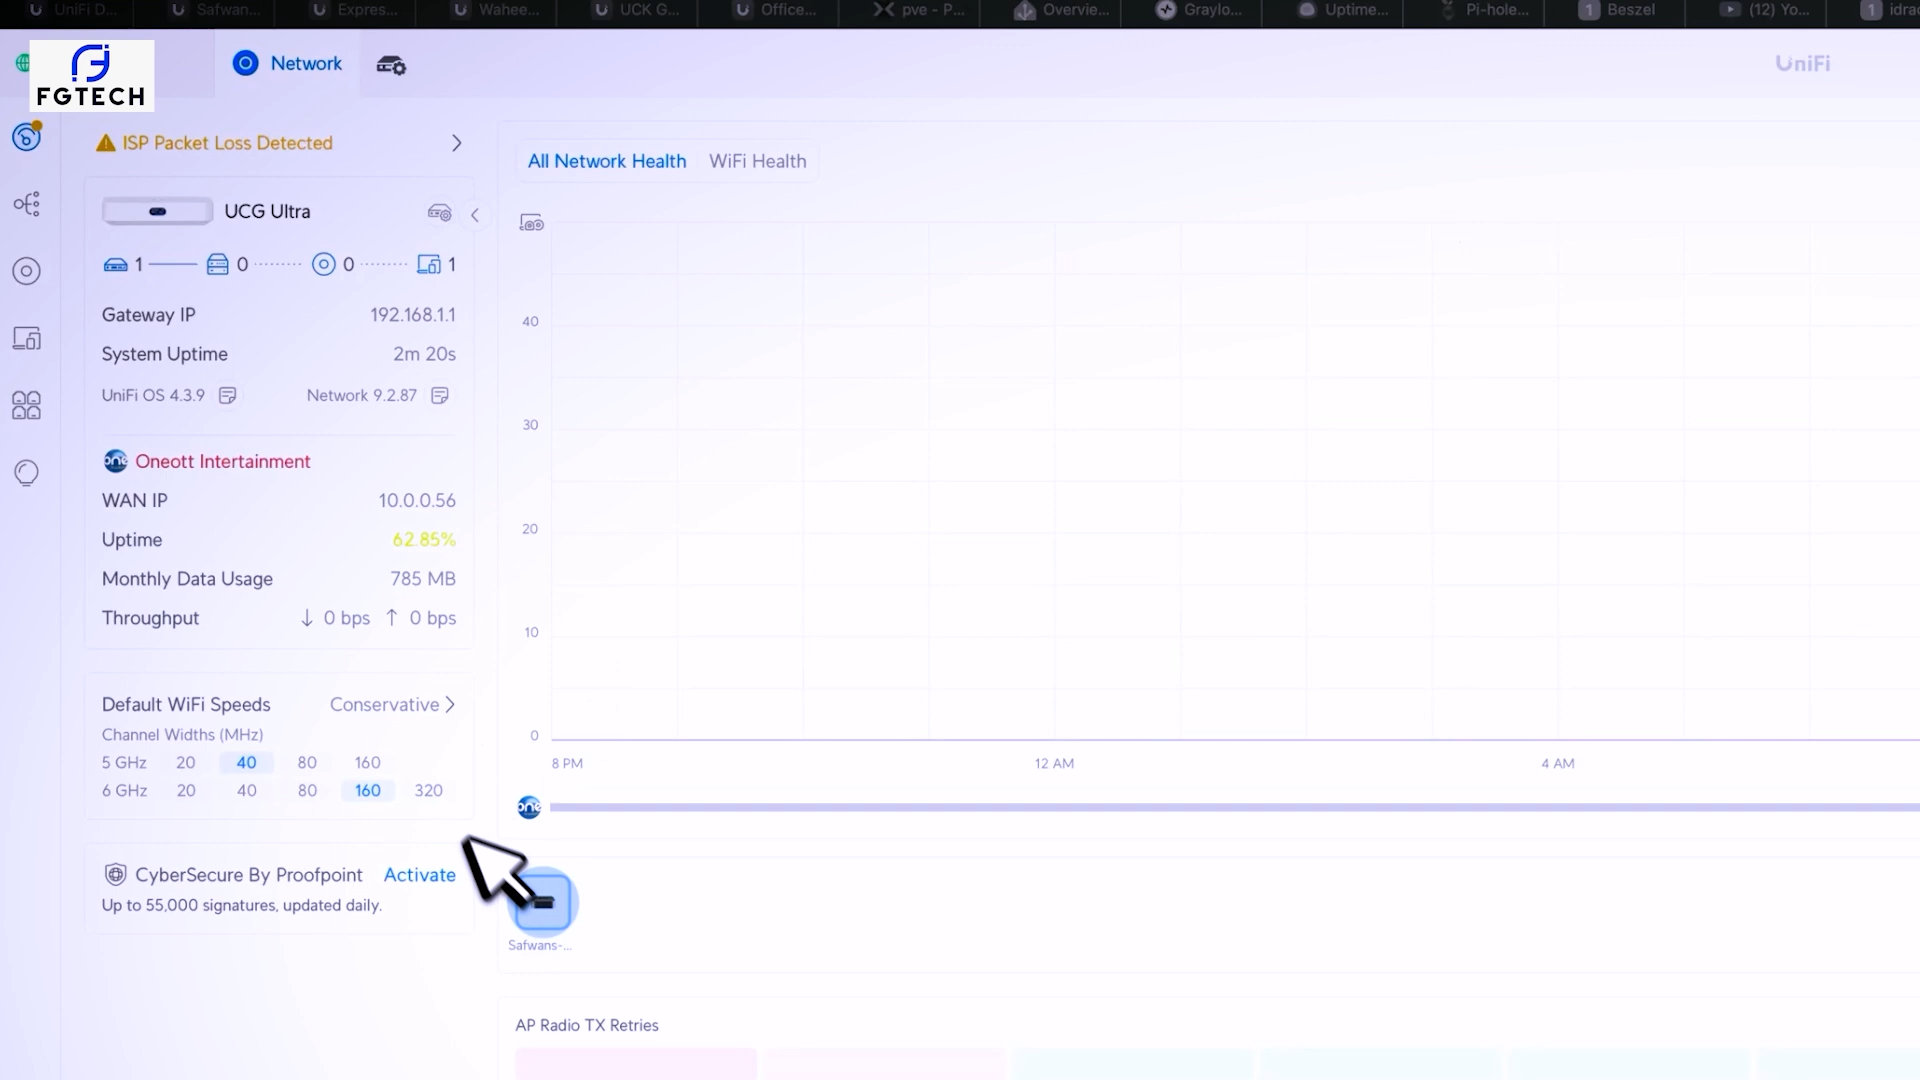 UniFi D...
Safwan...
Expres...
Wahee...
UCK G...
Office...
pve - P...
Overvie...
Graylo...
Uptime...
Pi-hole...
1 Beszel
(12) Yo...
1 idrac
FGTECH
Network
UniFi
ISP Packet Loss Detected
UCG Ultra
1 0 0 1
Gateway IP 192.168.1.1
System Uptime 2m 20s
UniFi OS 4.3.9 Network 9.2.87
one Oneott Intertainment
WAN IP 10.0.0.56
Uptime 62.85%
Monthly Data Usage 785 MB
Throughput ↓ 0 bps ↑ 0 bps
Default WiFi Speeds Conservative
Channel Widths (MHz)
5 GHz 20 40 80 160
6 GHz 20 40 80 160 320
CyberSecure By Proofpoint Activate
Up to 55,000 signatures, updated daily.
All Network Health WiFi Health
40
30
20
10
0
8 PM 12 AM 4 AM
one
Safwans-...
AP Radio TX Retries